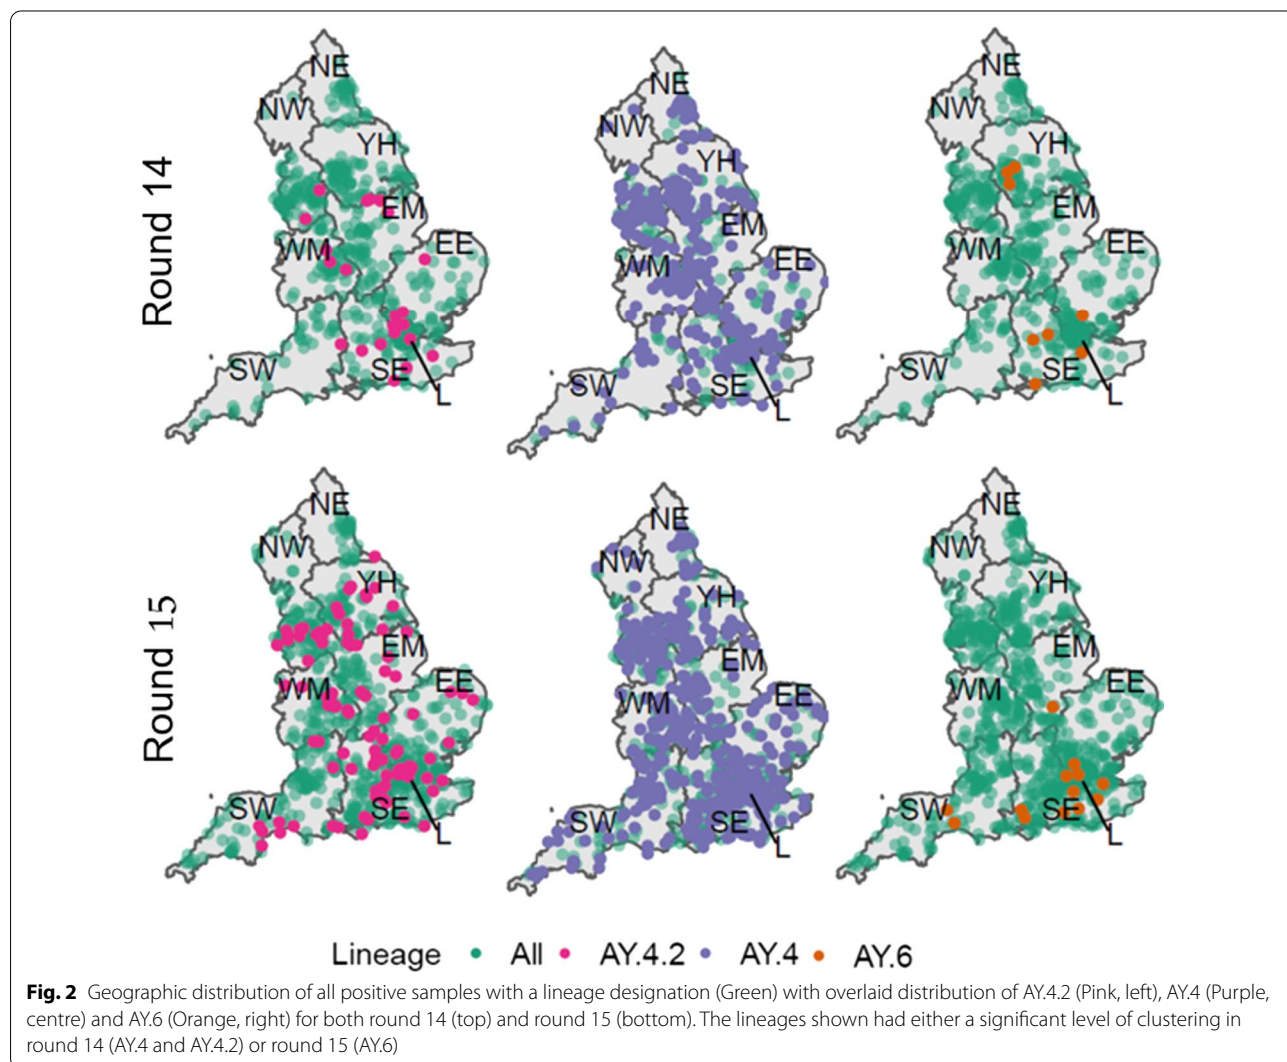 Round 14
NE
NW
YH
EM
WM
EE
SW
SE
L
NE
NW
YH
EM
WM
EE
SW
SE
L
NE
NW
YH
EM
WM
EE
SW
SE
L
Round 15
NE
NW
YH
EM
WM
EE
SW
SE
L
NE
NW
YH
EM
WM
EE
SW
SE
L
NE
NW
YH
EM
WM
EE
SW
SE
L
Lineage All AY.4.2 AY.4 AY.6
Fig. 2 Geographic distribution of all positive samples with a lineage designation (Green) with overlaid distribution of AY.4.2 (Pink, left), AY.4 (Purple,
centre) and AY.6 (Orange, right) for both round 14 (top) and round 15 (bottom). The lineages shown had either a significant level of clustering in
round 14 (AY.4 and AY.4.2) or round 15 (AY.6)